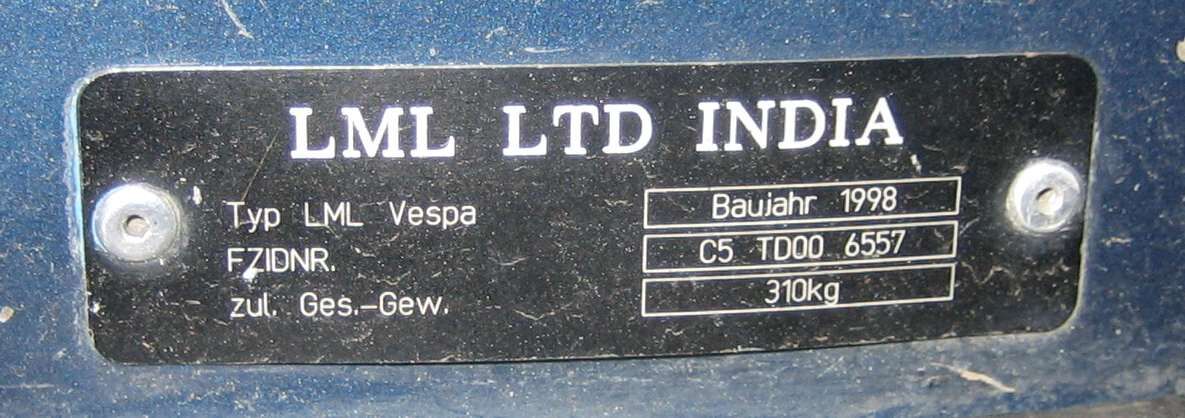 LML LTD INDIA
Typ LML Vespa Baujahr 1998
FZIDNR. C5 TD00 6557
zul. Ges.-Gew. 310kg